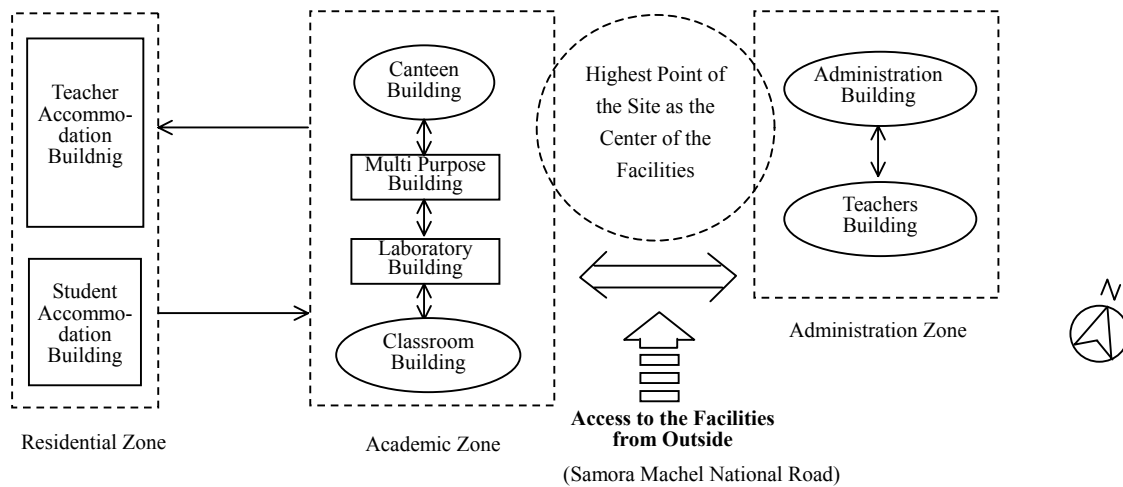 Teacher
Accommo-
dation
Buildnig
Student
Accommo-
dation
Building
Residential Zone
Canteen
Building
Multi Purpose
Building
Laboratory
Building
Classroom
Building
Academic Zone
Highest Point of
the Site as the
Center of the
Facilities
Access to the Facilities
from Outside
(Samora Machel National Road)
Administration
Building
Teachers
Building
Administration Zone
N